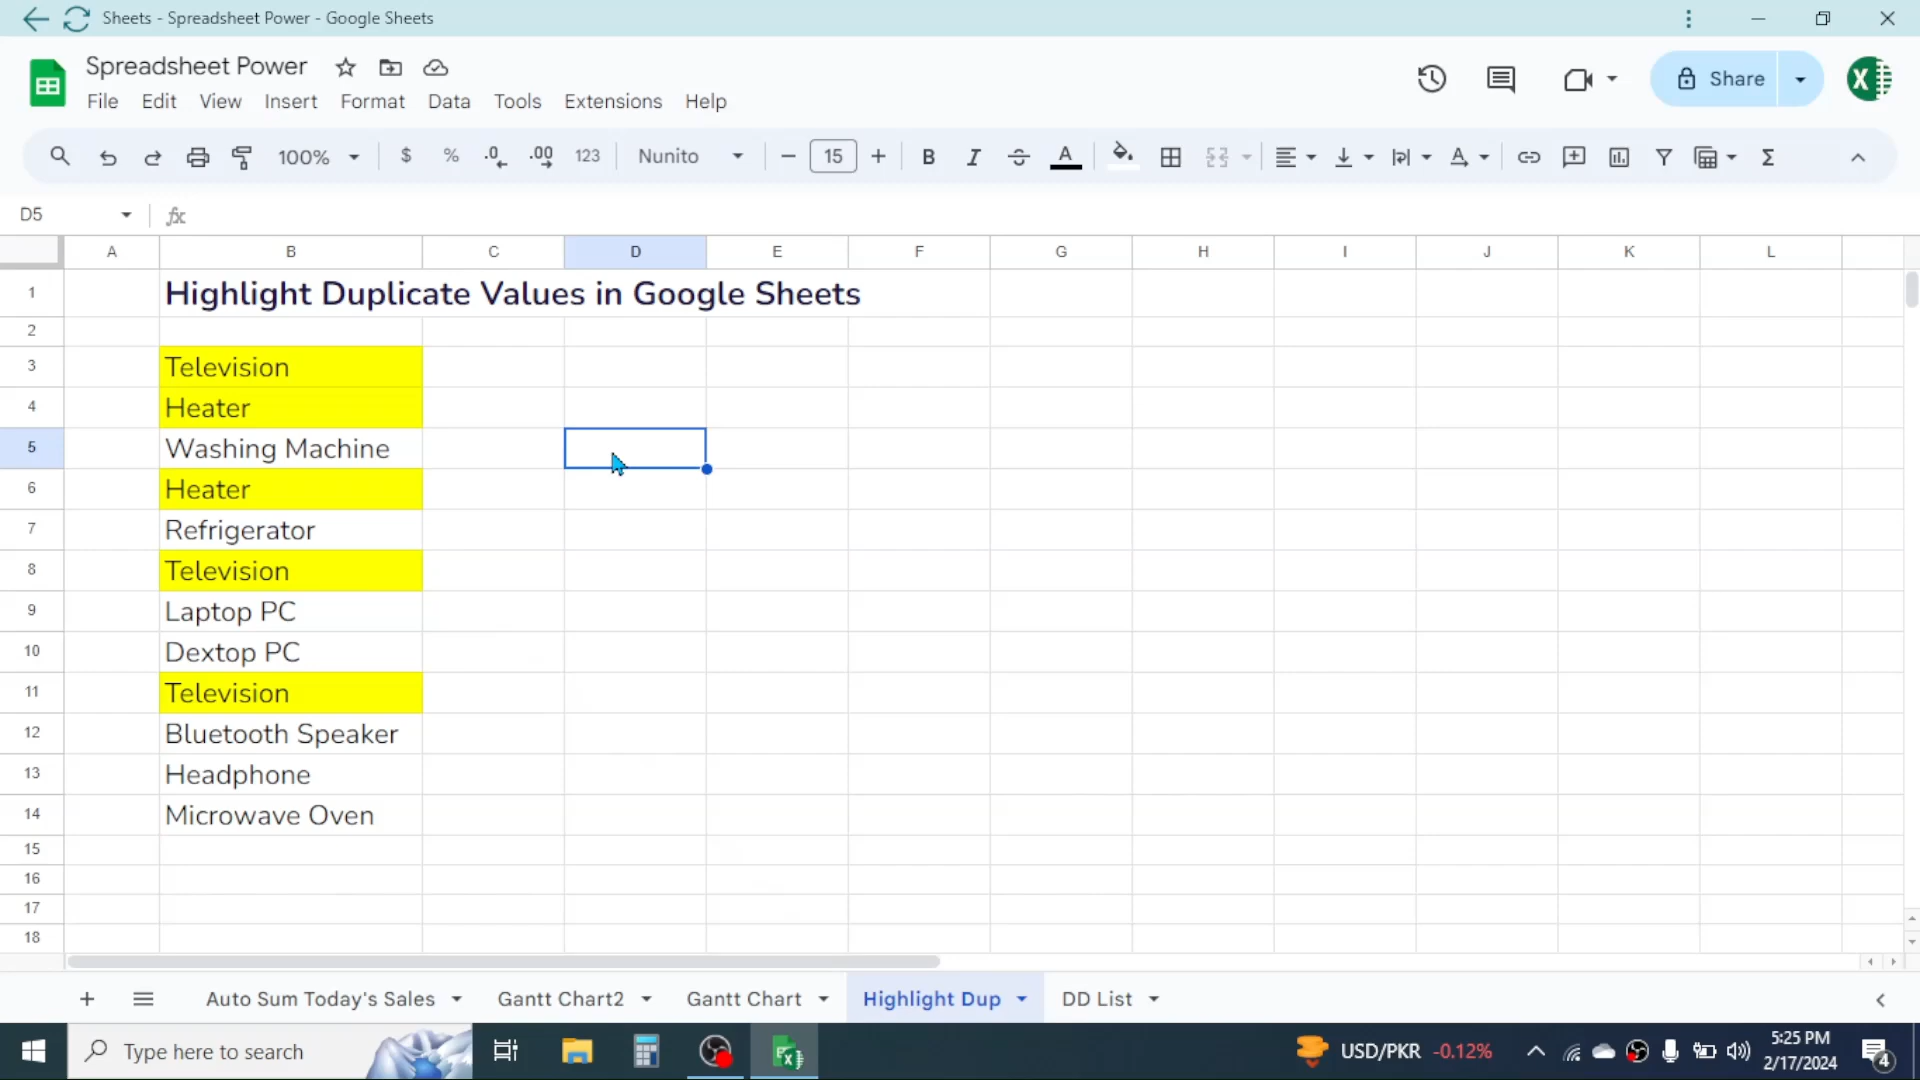 Sheets - Spreadsheet Power - Google Sheets
Spreadsheet Power
File Edit View Insert Format Data Tools Extensions Help
Share
100% $ % .0 .00 123 Nunito 15 B I A A Σ
D5 fx
A B C D E F G H I J K L
1 Highlight Duplicate Values in Google Sheets
2
3 Television
4 Heater
5 Washing Machine
6 Heater
7 Refrigerator
8 Television
9 Laptop PC
10 Dextop PC
11 Television
12 Bluetooth Speaker
13 Headphone
14 Microwave Oven
15
16
17
18
Auto Sum Today's Sales Gantt Chart2 Gantt Chart Highlight Dup DD List
Type here to search
USD/PKR -0.12%
5:25 PM
2/17/2024
4